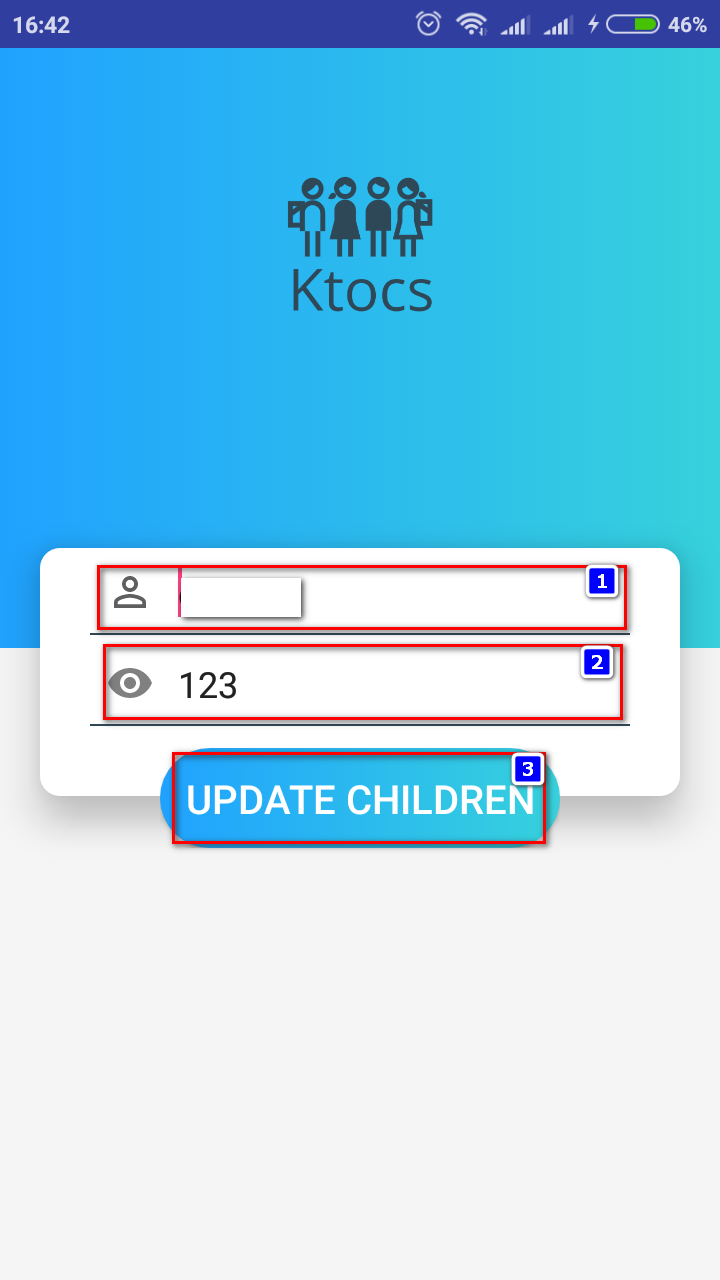 16:42 46%
Ktocs
1
123 2
3
UPDATE CHILDREN